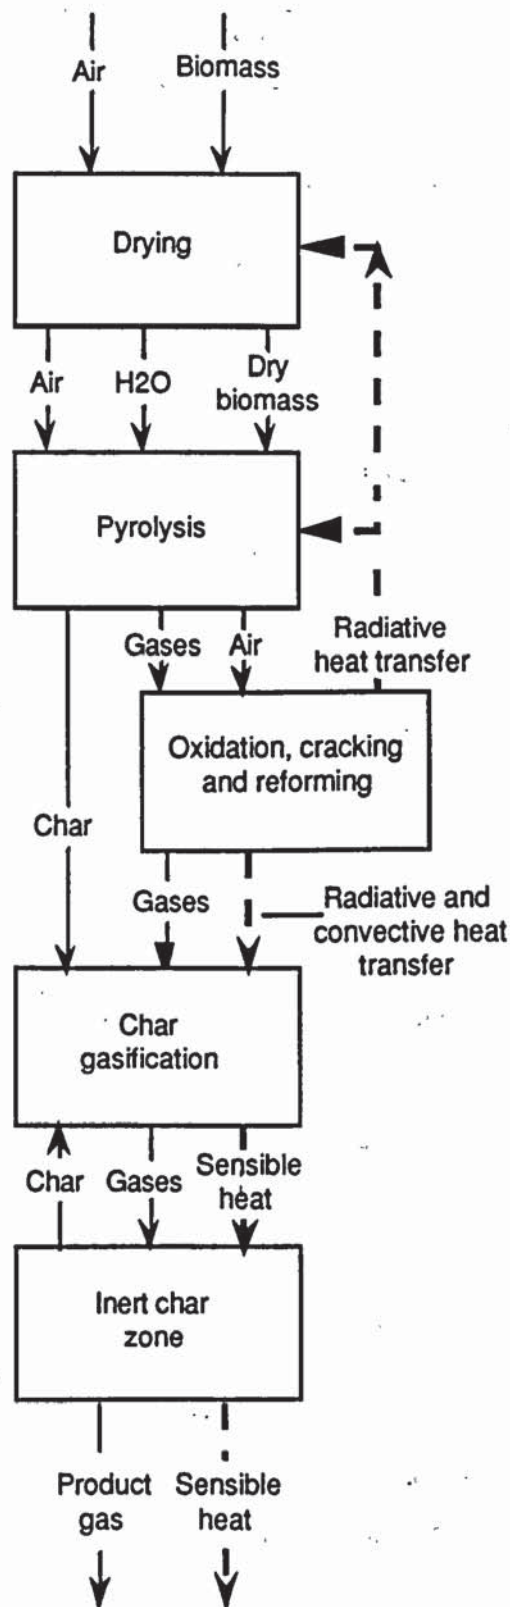 Air
Biomass
Drying
Air
H2O
Dry
biomass
Pyrolysis
Gases
Air
Radiative
heat transfer
Oxidation, cracking
and reforming
Char
Gases
Radiative and
convective heat
transfer
Char
gasification
Char
Gases
Sensible
heat
Inert char
zone
Product
gas
Sensible
heat